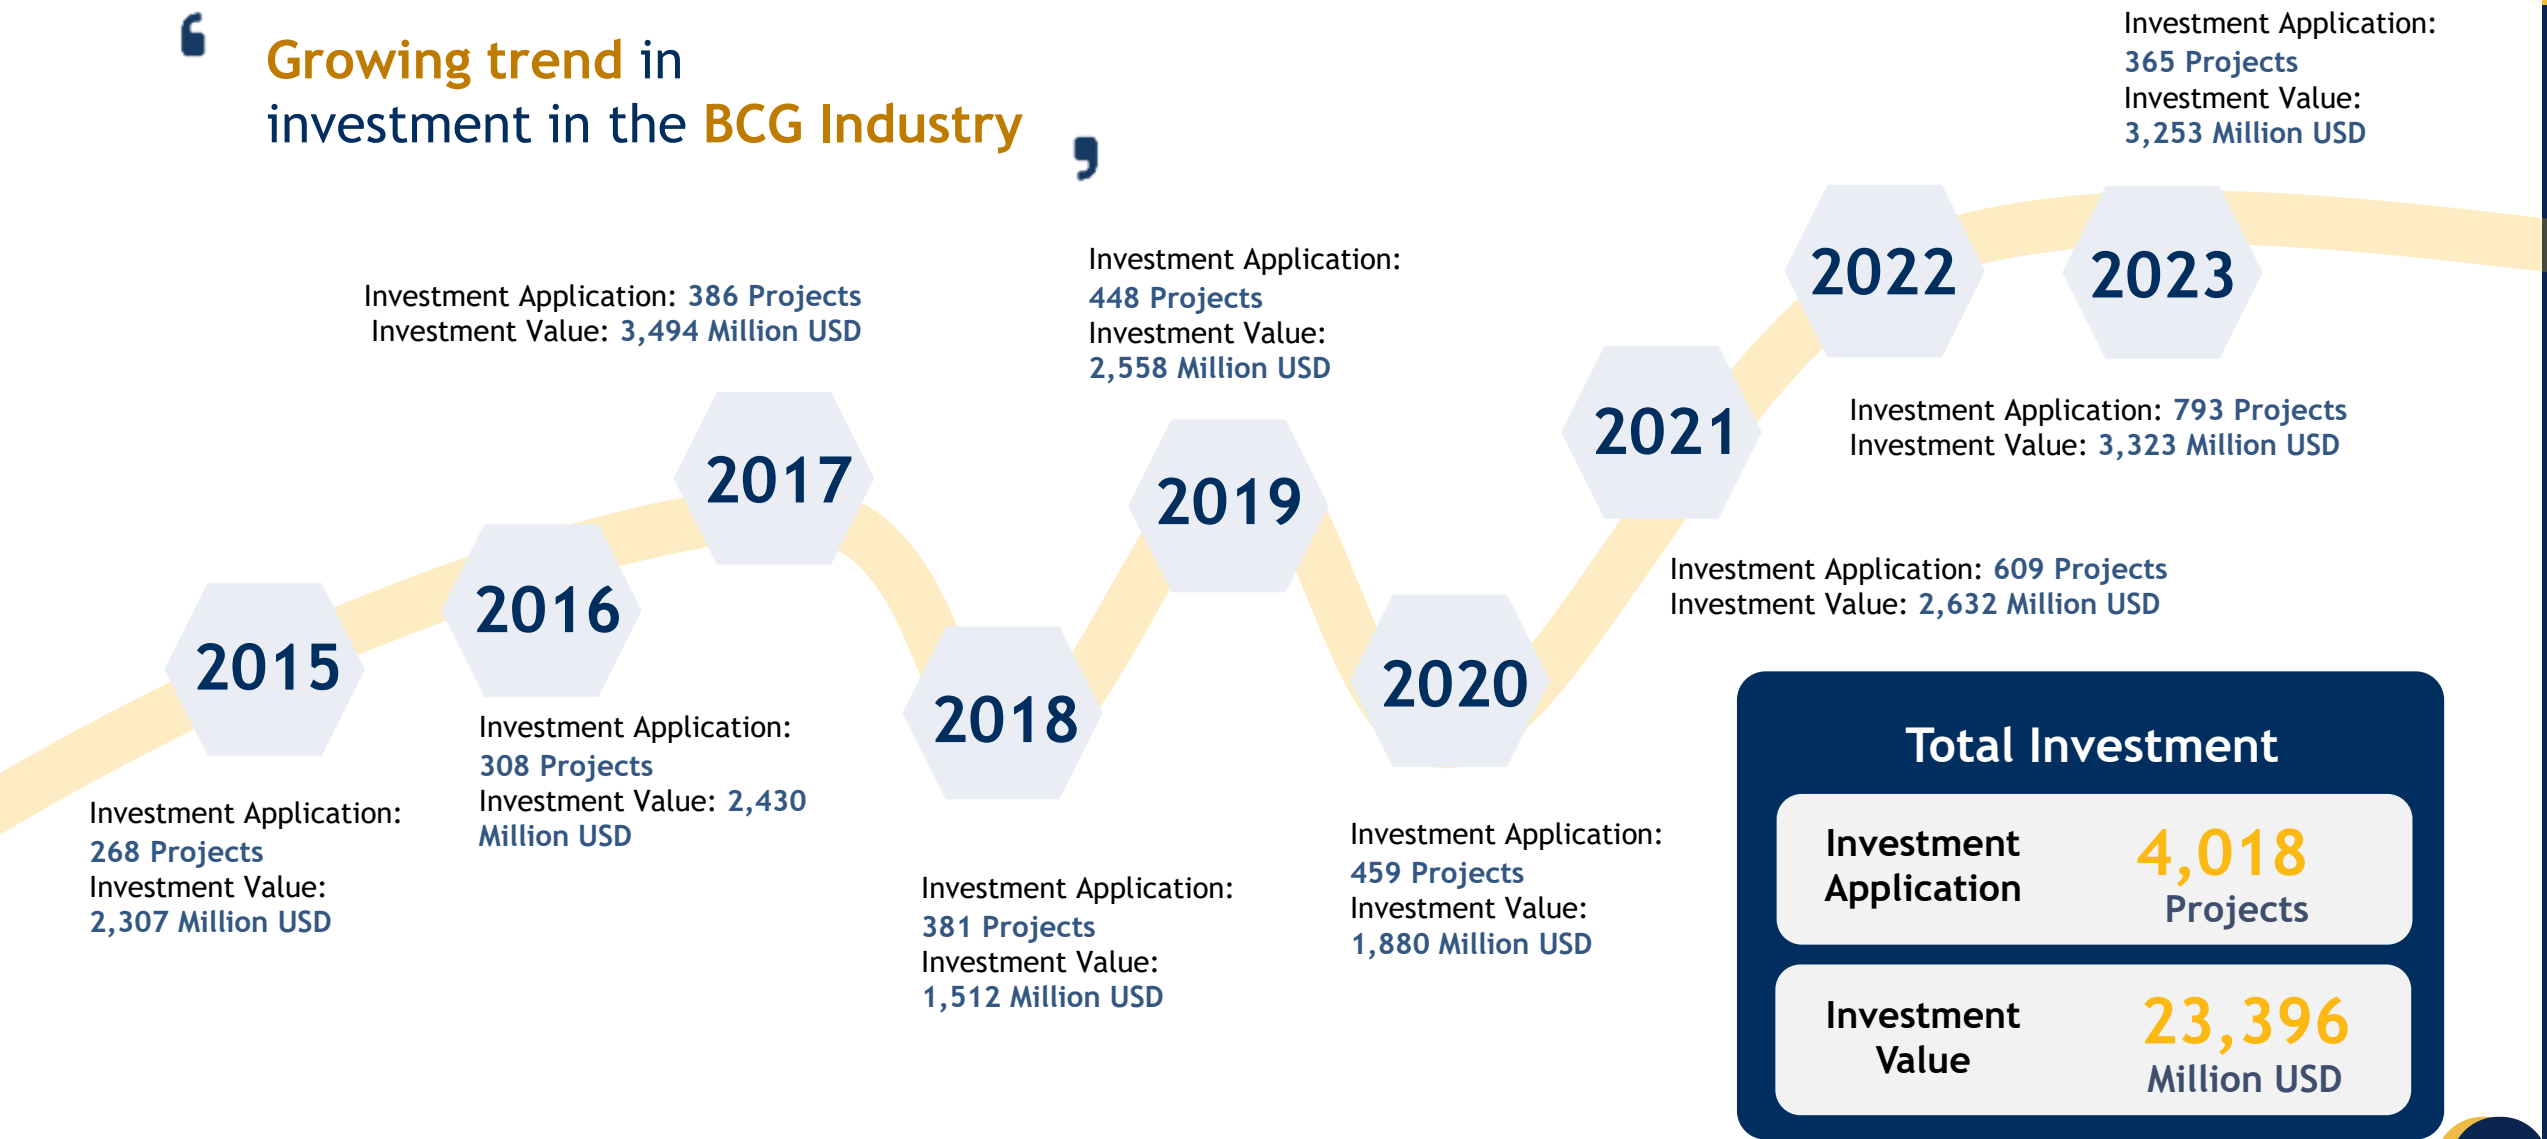 ‘
Growing trend in
investment in the BCG Industry
’
2015
Investment Application:
268 Projects
Investment Value:
2,307 Million USD
2016
Investment Application:
308 Projects
Investment Value: 2,430
Million USD
Investment Application: 386 Projects
Investment Value: 3,494 Million USD
2017
2018
Investment Application:
381 Projects
Investment Value:
1,512 Million USD
Investment Application:
448 Projects
Investment Value:
2,558 Million USD
2019
2020
Investment Application:
459 Projects
Investment Value:
1,880 Million USD
2021
Investment Application: 609 Projects
Investment Value: 2,632 Million USD
2022
Investment Application: 793 Projects
Investment Value: 3,323 Million USD
Investment Application:
365 Projects
Investment Value:
3,253 Million USD
2023
Total Investment
Investment
Application
4,018
Projects
Investment
Value
23,396
Million USD